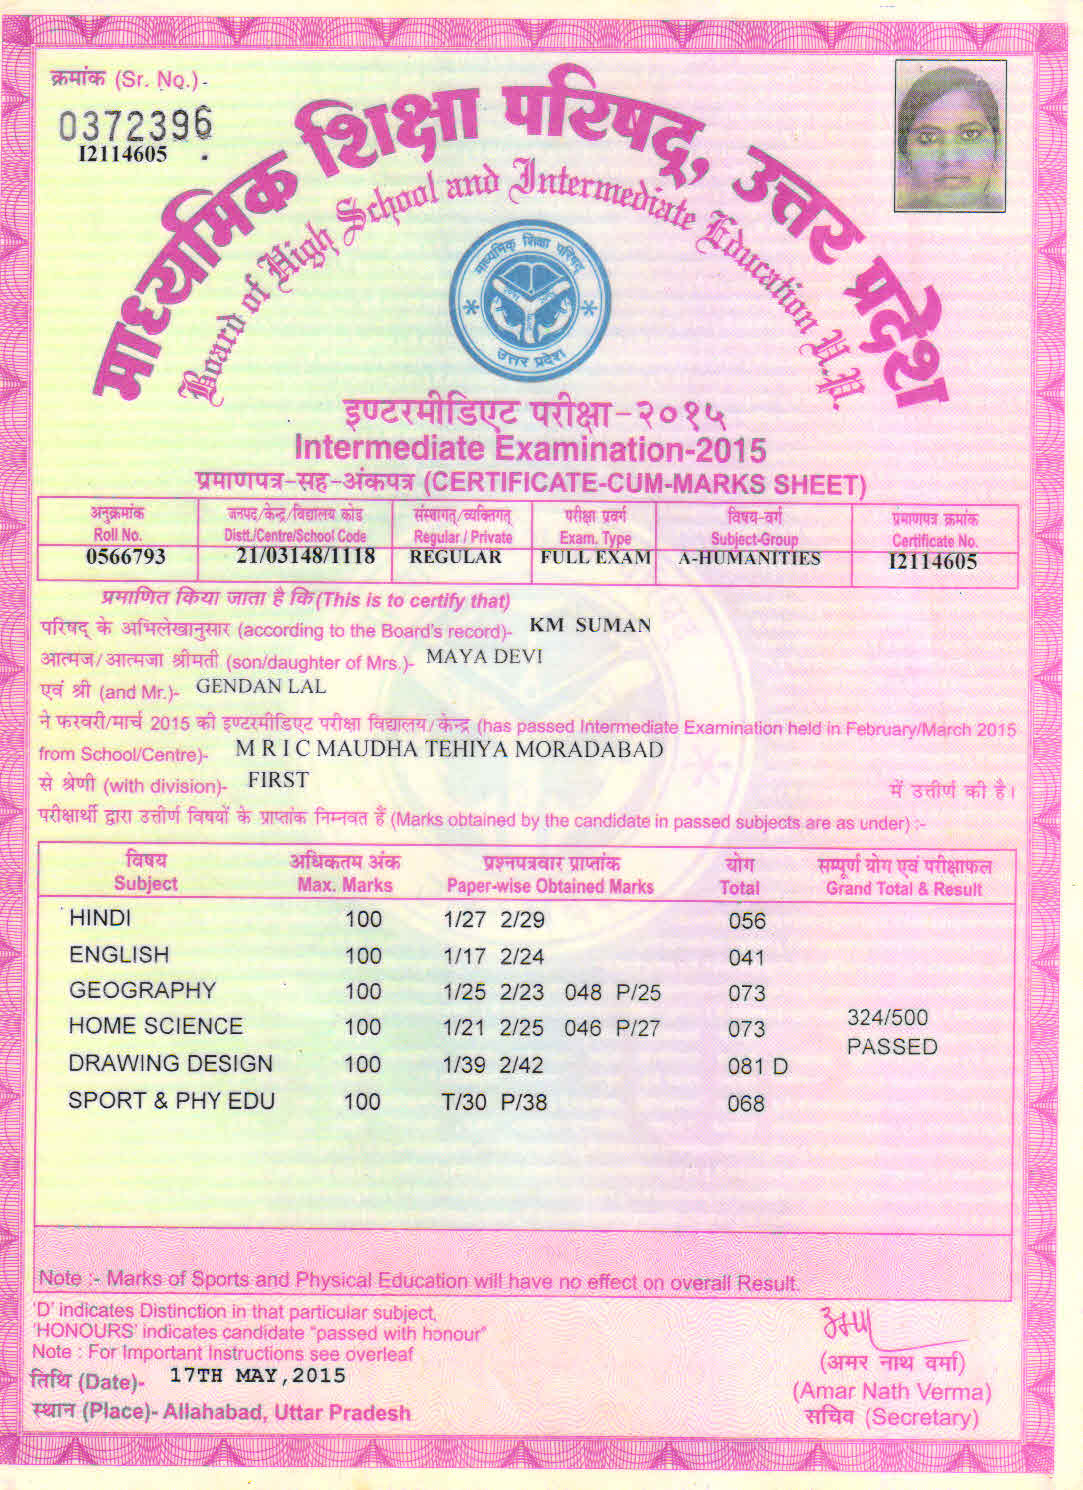 क्रमांक (Sr. No.) -
0372396
I2114605
माध्यमिक शिक्षा परिषद्, उत्तर प्रदेश
Board of High School and Intermediate Education U.P.
माध्यमिक शिक्षा परिषद्
उत्तर प्रदेश
इण्टरमीडिएट परीक्षा-२०१५
Intermediate Examination-2015
प्रमाणपत्र-सह-अंकपत्र (CERTIFICATE-CUM-MARKS SHEET)
अनुक्रमांक जनपद/केन्द्र/विद्यालय कोड संस्थागत/व्यक्तिगत परीक्षा प्रवर्ग विषय-वर्ग प्रमाणपत्र क्रमांक
Roll No. Distt./Centre/School Code Regular / Private Exam. Type Subject-Group Certificate No.
0566793 21/03148/1118 REGULAR FULL EXAM A-HUMANITIES I2114605
प्रमाणित किया जाता है कि (This is to certify that)
परिषद् के अभिलेखानुसार (according to the Board's record)- KM SUMAN
आत्मज/आत्मजा श्रीमती (son/daughter of Mrs.)- MAYA DEVI
एवं श्री (and Mr.)- GENDAN LAL
ने फरवरी/मार्च 2015 की इण्टरमीडिएट परीक्षा विद्यालय/केन्द्र (has passed Intermediate Examination held in February/March 2015
from School/Centre)- M R I C MAUDHA TEHIYA MORADABAD
से श्रेणी (with division)- FIRST में उत्तीर्ण की है।
परीक्षार्थी द्वारा उत्तीर्ण विषयों के प्राप्तांक निम्नवत हैं (Marks obtained by the candidate in passed subjects are as under) :-
विषय अधिकतम अंक प्रश्नपत्रवार प्राप्तांक योग सम्पूर्ण योग एवं परीक्षाफल
Subject Max. Marks Paper-wise Obtained Marks Total Grand Total & Result
HINDI 100 1/27 2/29 056
ENGLISH 100 1/17 2/24 041
GEOGRAPHY 100 1/25 2/23 048 P/25 073
HOME SCIENCE 100 1/21 2/25 046 P/27 073
324/500
PASSED
DRAWING DESIGN 100 1/39 2/42 081 D
SPORT & PHY EDU 100 T/30 P/38 068
Note :- Marks of Sports and Physical Education will have no effect on overall Result.
'D' indicates Distinction in that particular subject,
'HONOURS' indicates candidate "passed with honour"
Note : For Important Instructions see overleaf
तिथि (Date)- 17TH MAY,2015
स्थान (Place)- Allahabad, Uttar Pradesh
(अमर नाथ वर्मा)
(Amar Nath Verma)
सचिव (Secretary)